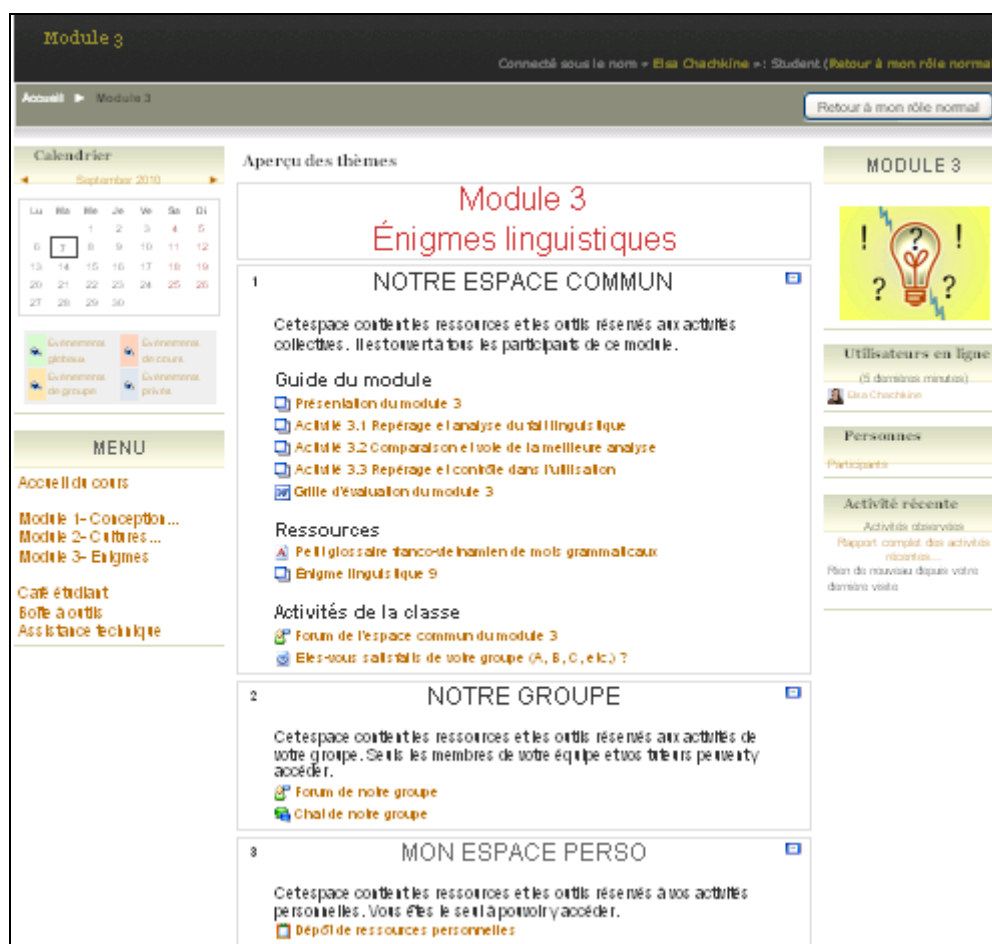 Module 3
Connecté sous le nom « Elsa Chachkine » : Student (Retour à mon rôle norma
Accueil ► Module 3
Retour à mon rôle normal
Calendrier
◄ September 2010 ►
Lu Ma Me Je Ve Sa Di
1 2 3 4 5
6 7 8 9 10 11 12
13 14 15 16 17 18 19
20 21 22 23 24 25 26
27 28 29 30
Evénements globaux
Evénements de cours
Evénements de groupe
Evénements privés
MENU
Accueil du cours
Module 1- Conception...
Module 2- Cultures ...
Module 3- Enigmes
Café étudiant
Boîte à outils
Assistance technique
Aperçu des thèmes
Module 3
Énigmes linguistiques
1
NOTRE ESPACE COMMUN
Cet espace contient les ressources et les outils réservés aux activités
collectives. Il est ouvert à tous les participants de ce module.
Guide du module
Présentation du module 3
Activité 3.1 Repérage et analyse du fait linguistique
Activité 3.2 Comparaison et vote de la meilleure analyse
Activité 3.3 Repérage et contrôle dans l'utilisation
Grille d'évaluation du module 3
Ressources
Petit glossaire franco-vietnamien de mots grammaticaux
Énigme linguistique 9
Activités de la classe
Forum de l'espace commun du module 3
Etes-vous satisfaits de votre groupe (A, B, C, etc.) ?
2
NOTRE GROUPE
Cet espace contient les ressources et les outils réservés aux activités de
votre groupe. Seuls les membres de votre équipe et vos tuteurs peuvent y
accéder.
Forum de notre groupe
Chat de notre groupe
3
MON ESPACE PERSO
Cet espace contient les ressources et les outils réservés à vos activités
personnelles. Vous êtes le seul à pouvoir y accéder.
Dépôt de ressources personnelles
MODULE 3
! ? !
? ?
Utilisateurs en ligne
(5 dernières minutes)
Elsa Chachkine
Personnes
Participants
Activité récente
Activités observées
Rapport complet des activités
récentes...
Rien de nouveau depuis votre
dernière visite